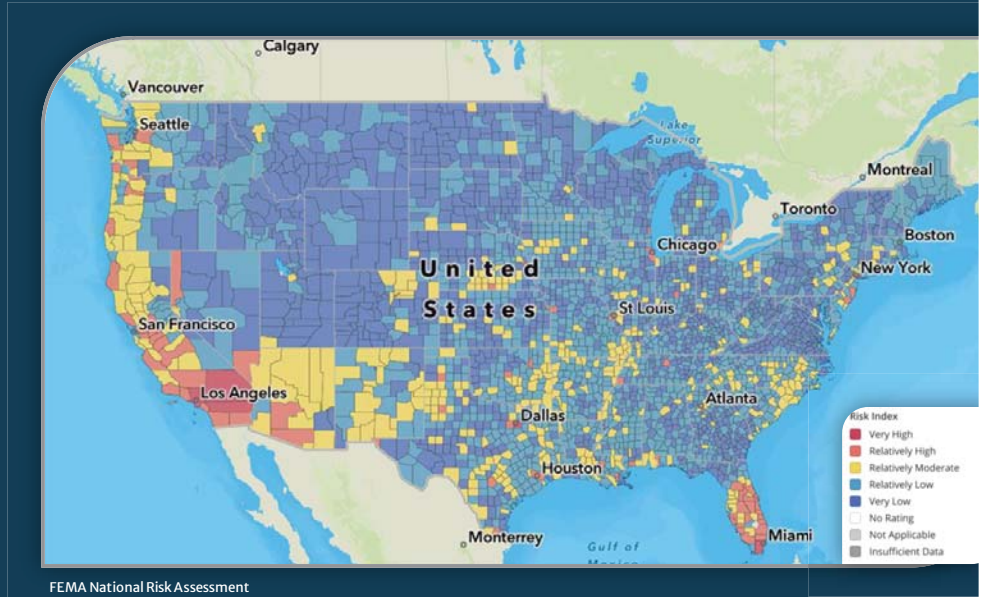 Calgary
Vancouver
Seattle
Lake
Superior
Montreal
Toronto
Boston
Chicago
New York
United
States
St Louis
San Francisco
Los Angeles
Atlanta
Dallas
Houston
Miami
Monterrey
Gulf of
Risk Index
Very High
Relatively High
Relatively Moderate
Relatively Low
Very Low
No Rating
Not Applicable
Insufficient Data
FEMA National Risk Assessment